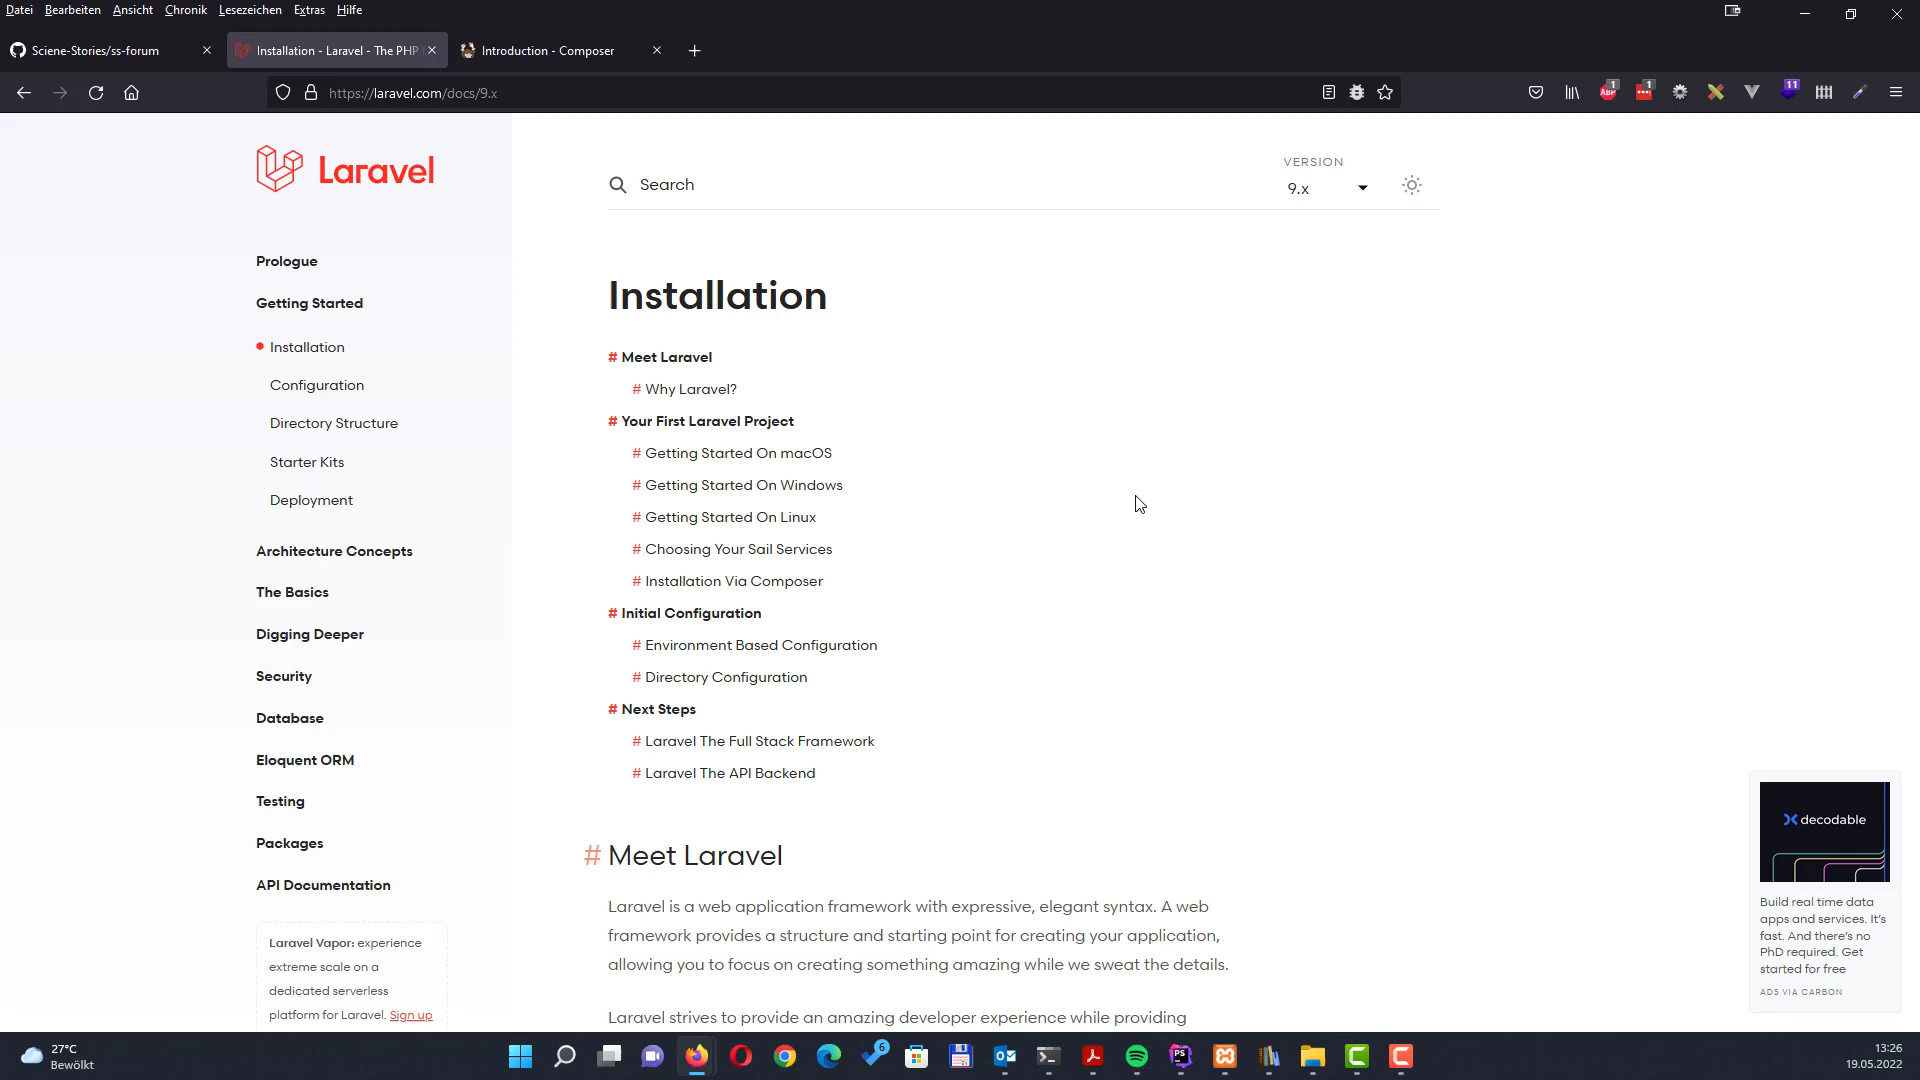 Datei Bearbeiten Ansicht Chronik Lesezeichen Extras Hilfe
Sciene-Stories/ss-forum
Installation - Laravel - The PHP
Introduction - Composer
https://laravel.com/docs/9.x
1
ABP
1
11
Laravel
Search
VERSION
9.x
Prologue
Getting Started
Installation
Configuration
Directory Structure
Starter Kits
Deployment
Architecture Concepts
The Basics
Digging Deeper
Security
Database
Eloquent ORM
Testing
Packages
API Documentation
Laravel Vapor: experience
extreme scale on a
dedicated serverless
platform for Laravel. Sign up
Installation
# Meet Laravel
# Why Laravel?
# Your First Laravel Project
# Getting Started On macOS
# Getting Started On Windows
# Getting Started On Linux
# Choosing Your Sail Services
# Installation Via Composer
# Initial Configuration
# Environment Based Configuration
# Directory Configuration
# Next Steps
# Laravel The Full Stack Framework
# Laravel The API Backend
# Meet Laravel
Laravel is a web application framework with expressive, elegant syntax. A web
framework provides a structure and starting point for creating your application,
allowing you to focus on creating something amazing while we sweat the details.
Laravel strives to provide an amazing developer experience while providing
decodable
Build real time data
apps and services. It's
fast. And there's no
PhD required. Get
started for free
ADS VIA CARBON
27°C
Bewölkt
6
PS
13:26
19.05.2022